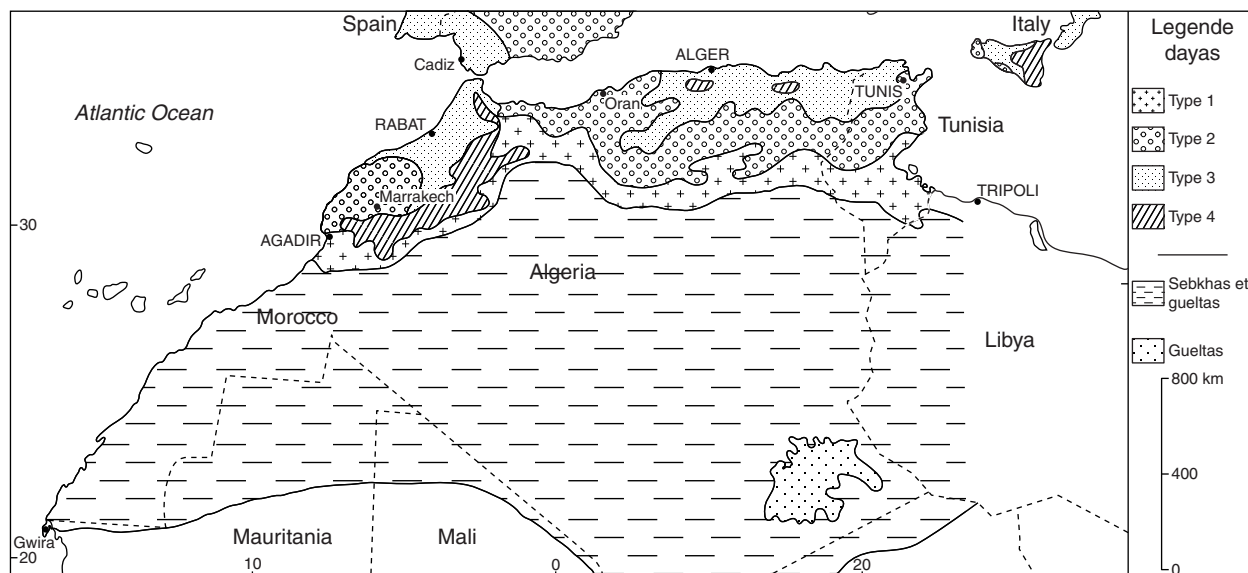 Spain
Italy
Legende
dayas
Cadiz
ALGER
TUNIS
Oran
Type 1
Atlantic Ocean
RABAT
Tunisia
Type 2
Type 3
Marrakech
TRIPOLI
Type 4
30
AGADIR
Algeria
Sebkhas et
gueltas
Morocco
Libya
Gueltas
800 km
400
Gwira
Mauritania
Mali
20
10
0
20
0